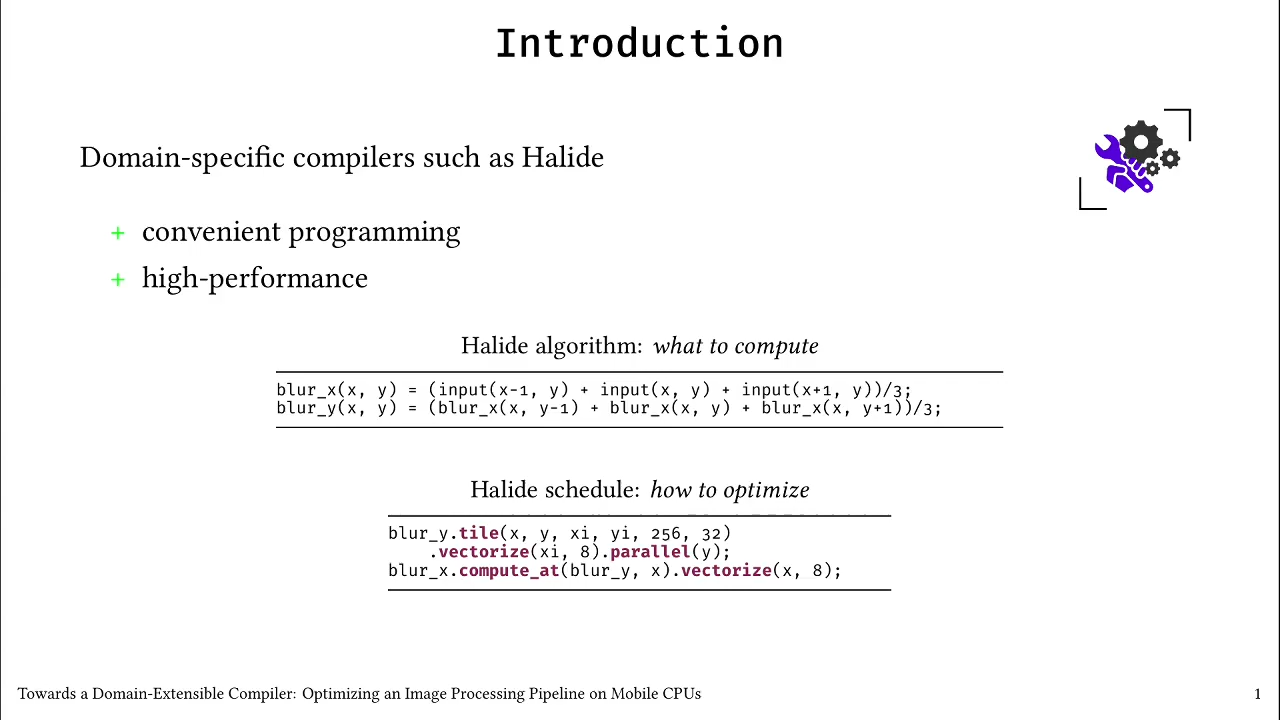 Introduction
Domain-specific compilers such as Halide
+ convenient programming
+ high-performance
Halide algorithm: what to compute
blur_x(x, y) = (input(x-1, y) + input(x, y) + input(x+1, y))/3;
blur_y(x, y) = (blur_x(x, y-1) + blur_x(x, y) + blur_x(x, y+1))/3;
Halide schedule: how to optimize
blur_y.tile(x, y, xi, yi, 256, 32)
.vectorize(xi, 8).parallel(y);
blur_x.compute_at(blur_y, x).vectorize(x, 8);
Towards a Domain-Extensible Compiler: Optimizing an Image Processing Pipeline on Mobile CPUs 1